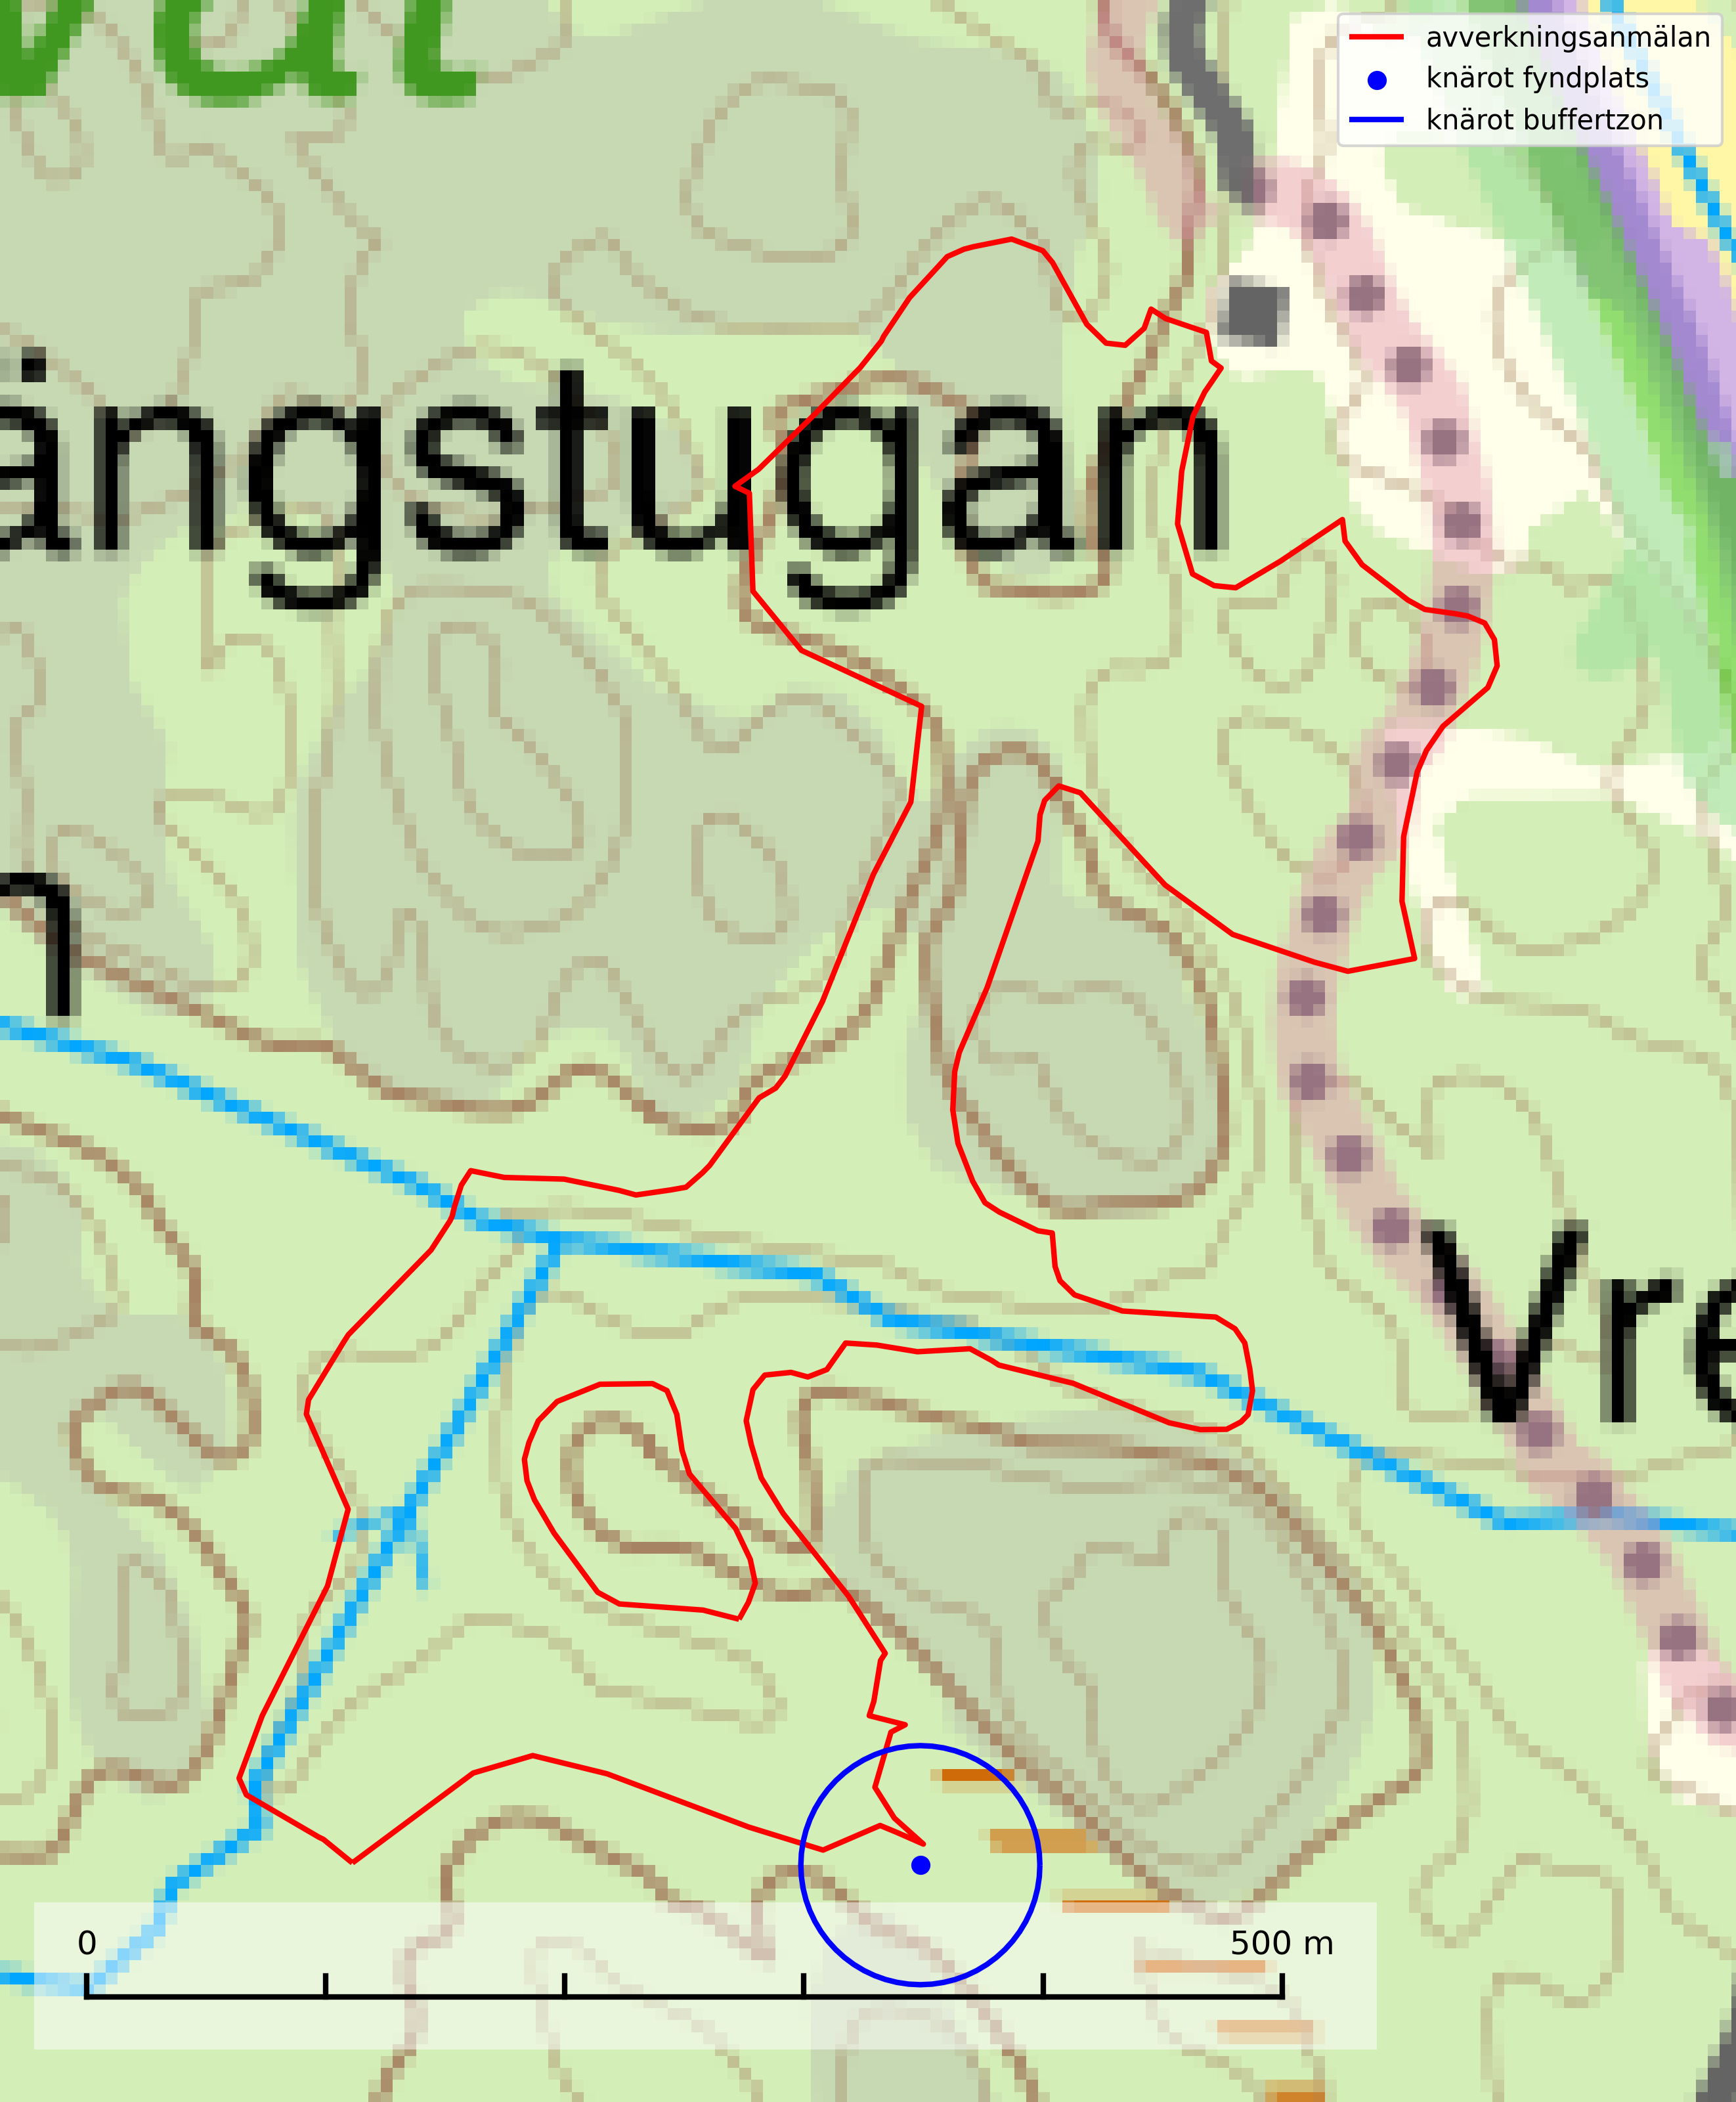 avverkningsanmälan
knärot fyndplats
knärot buffertzon
ängstugan
Vre
0 500 m